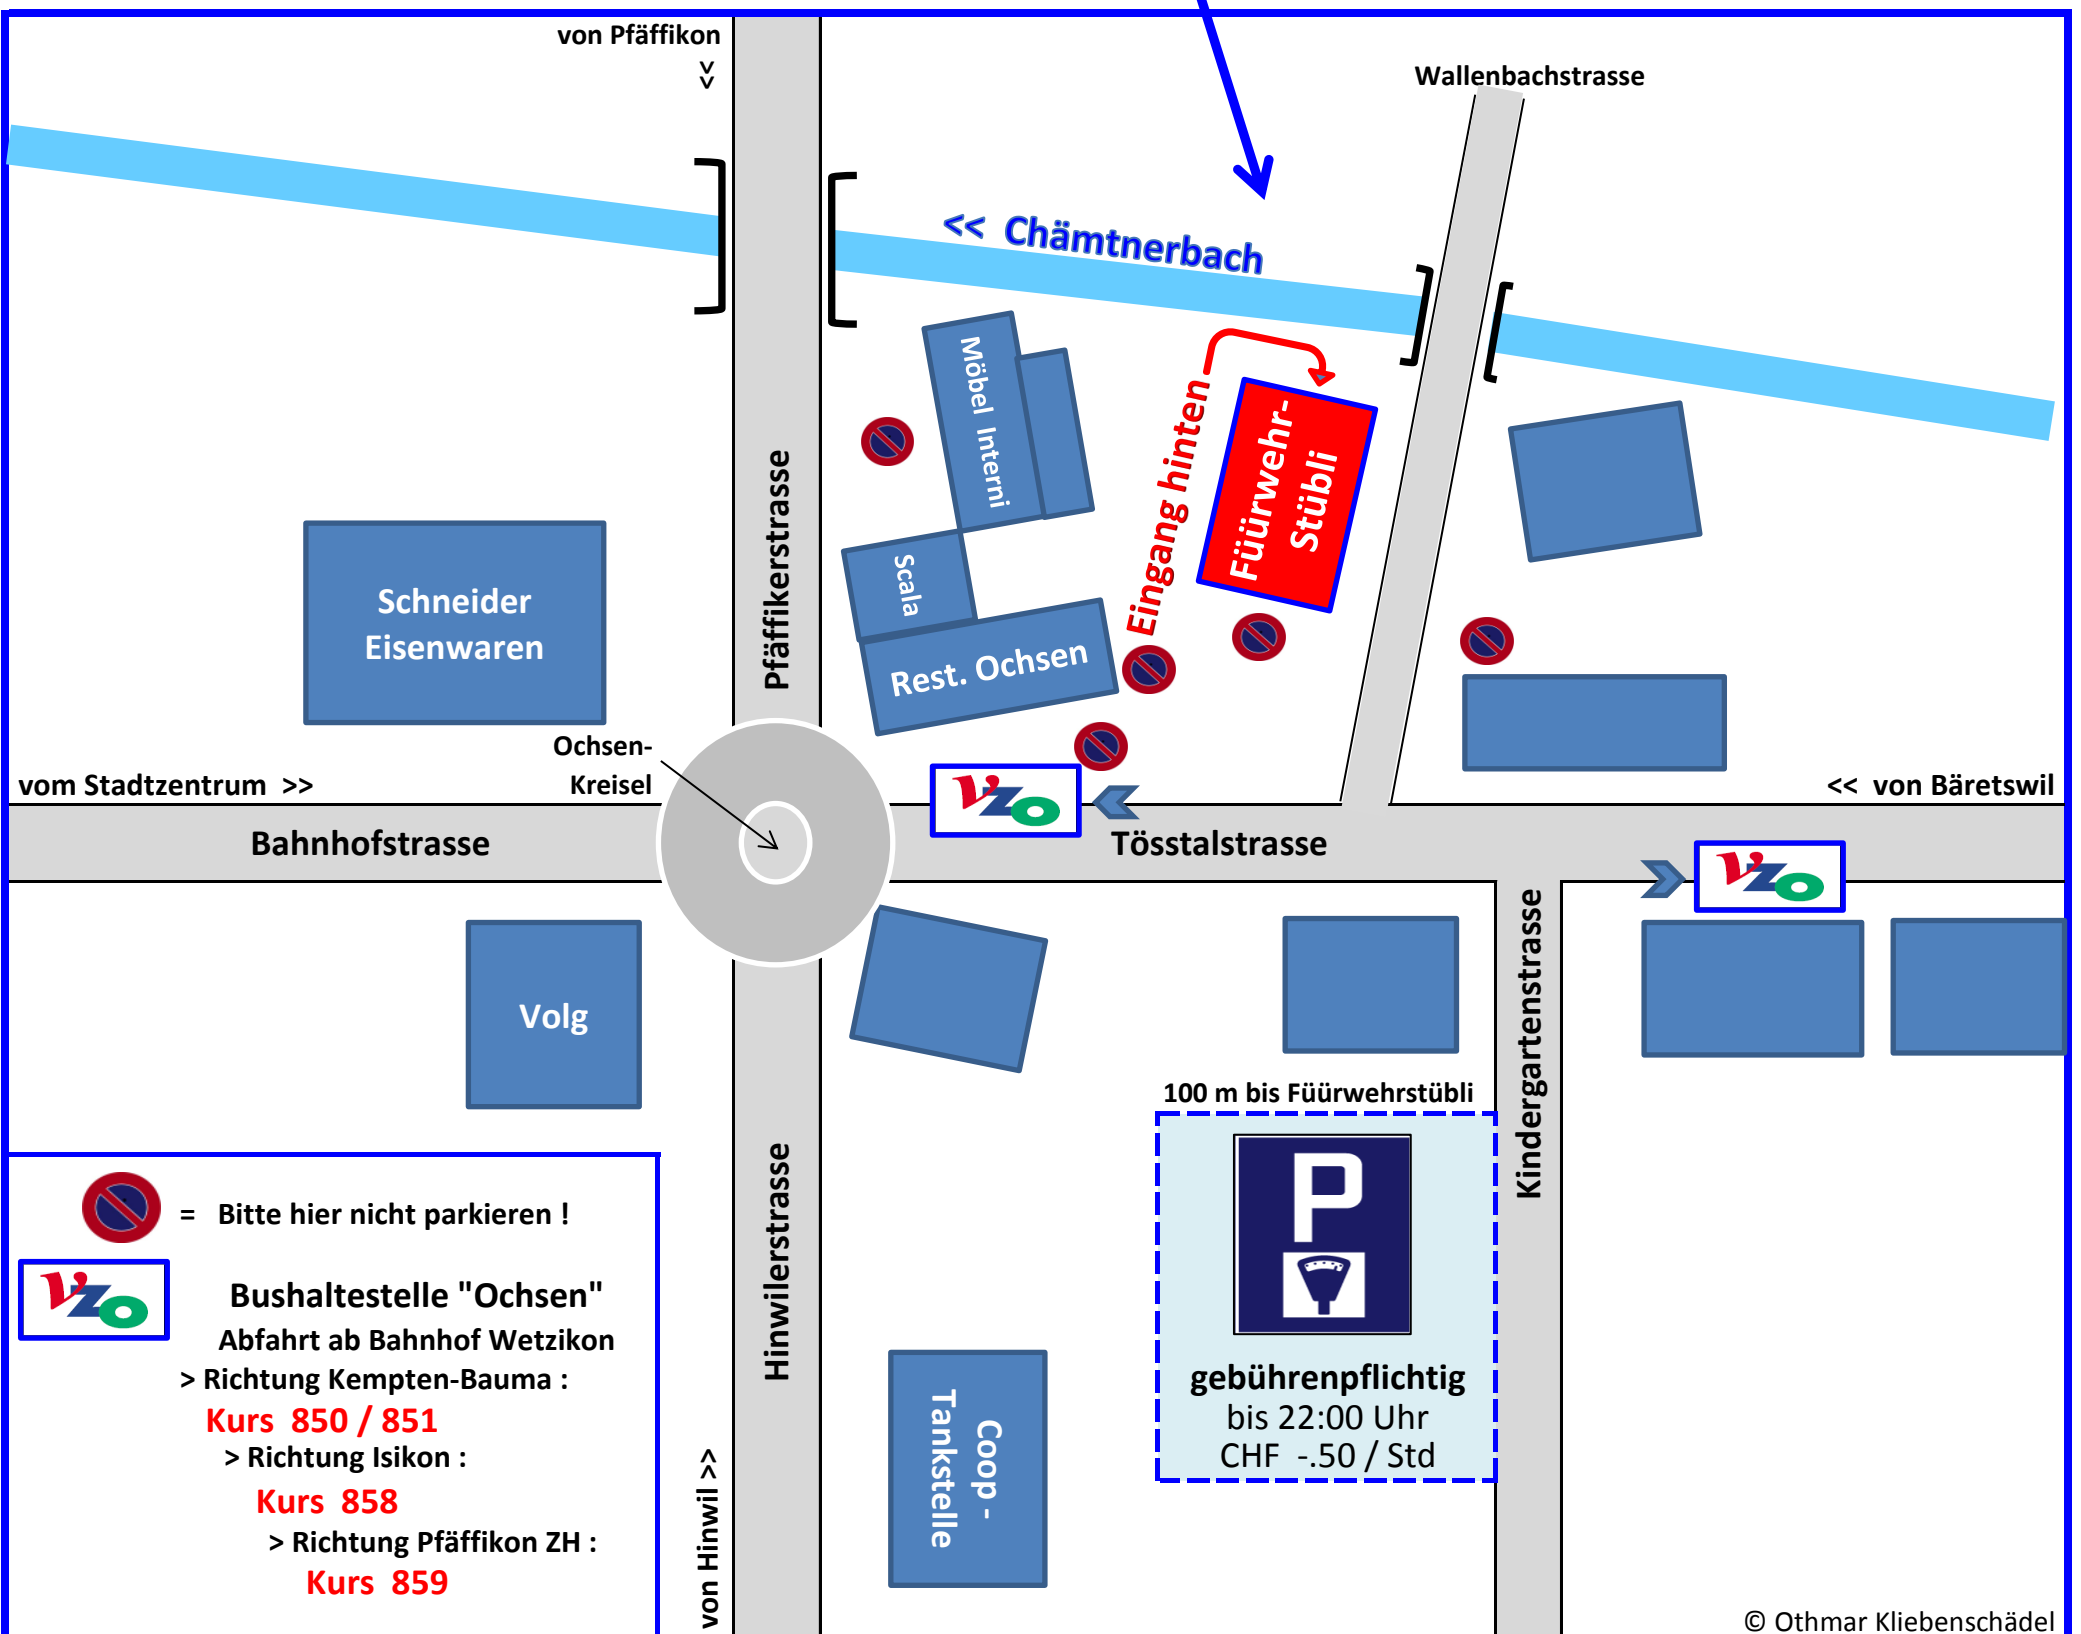 von Pfäffikon
<<
Wallenbachstrasse
<< Chämtnerbach
Möbel Interni
Eingang hinten
Füürwehr-
Stübli
Pfäffikerstrasse
Scala
Schneider
Eisenwaren
Rest. Ochsen
Ochsen-
Kreisel
vom Stadtzentrum >>
<< von Bäretswil
vzo
Bahnhofstrasse
Tösstalstrasse
vzo
Volg
Kindergartenstrasse
100 m bis Füürwehrstübli
P
gebührenpflichtig
bis 22:00 Uhr
CHF -.50 / Std
Hinwilerstrasse
Coop -
Tankstelle
von Hinwil >>
= Bitte hier nicht parkieren !
vzo
Bushaltestelle "Ochsen"
Abfahrt ab Bahnhof Wetzikon
> Richtung Kempten-Bauma :
Kurs 850 / 851
> Richtung Isikon :
Kurs 858
> Richtung Pfäffikon ZH :
Kurs 859
© Othmar Kliebenschädel